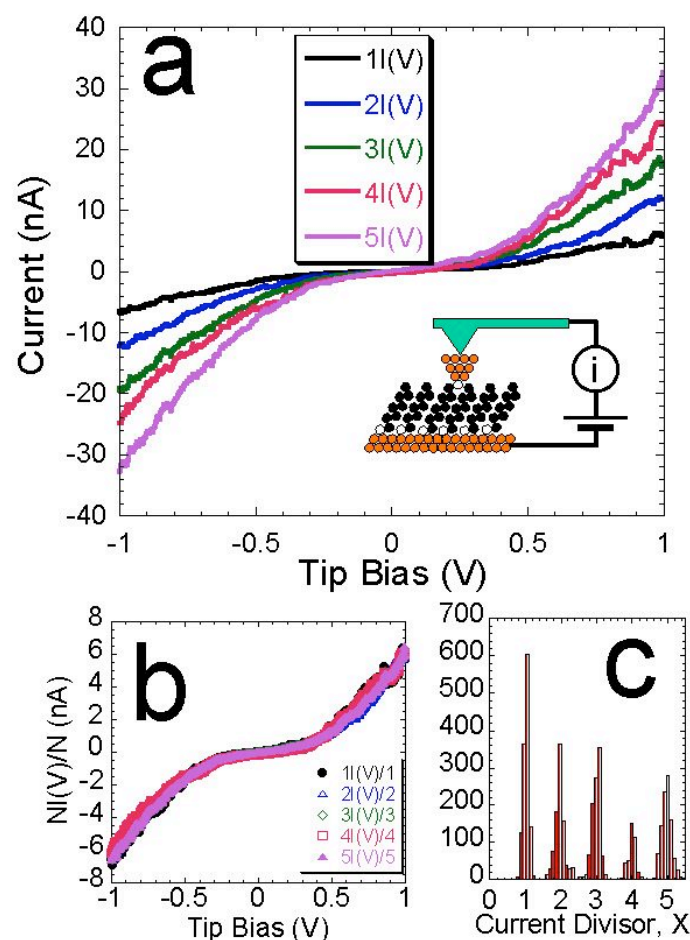 a
40
30
20
10
0
-10
-20
-30
-40
Current (nA)
1I(V)
2I(V)
3I(V)
4I(V)
5I(V)
i
-1 -0.5 0 0.5 1
Tip Bias (V)
b
8
6
4
2
0
-2
-4
-6
-8
NI(V)/N (nA)
1I(V)/1
2I(V)/2
3I(V)/3
4I(V)/4
5I(V)/5
-1 -0.5 0 0.5 1
Tip Bias (V)
c
700
600
500
400
300
200
100
0
0 1 2 3 4 5
Current Divisor, X